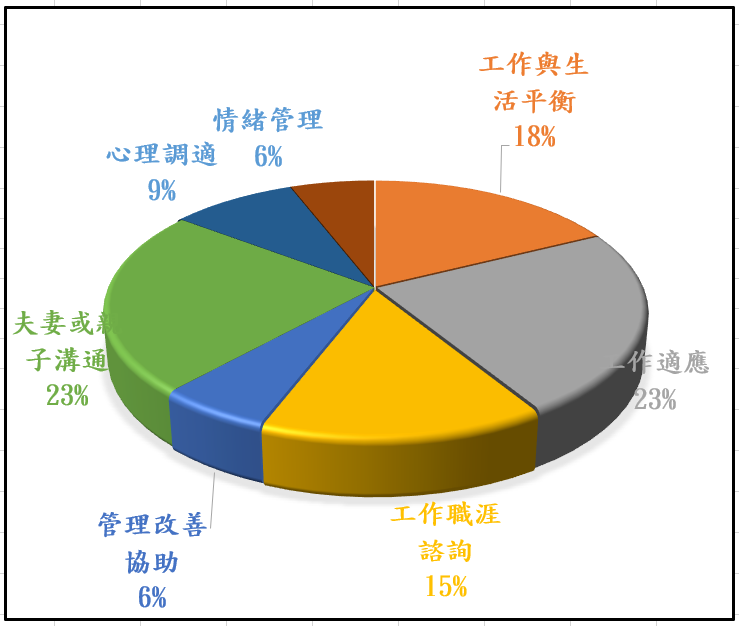 工作與生
活平衡
18%
情緒管理
6%
心理調適
9%
夫妻或親
子溝通
23%
工作適應
23%
工作職涯
諮詢
15%
管理改善
協助
6%